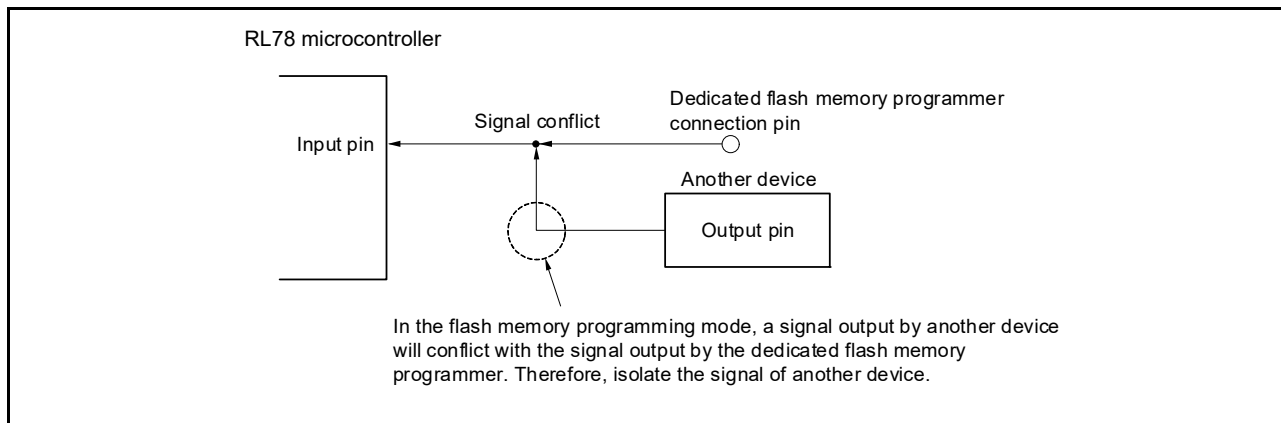 RL78 microcontroller
Dedicated flash memory programmer
connection pin
Signal conflict
Input pin
Another device
Output pin
In the flash memory programming mode, a signal output by another device
will conflict with the signal output by the dedicated flash memory
programmer. Therefore, isolate the signal of another device.